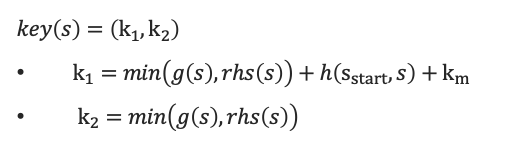 key(s) = (k₁,k₂)
• k₁ = min(g(s),rhs(s)) + h(s_start, s) + k_m
• k₂ = min(g(s),rhs(s))